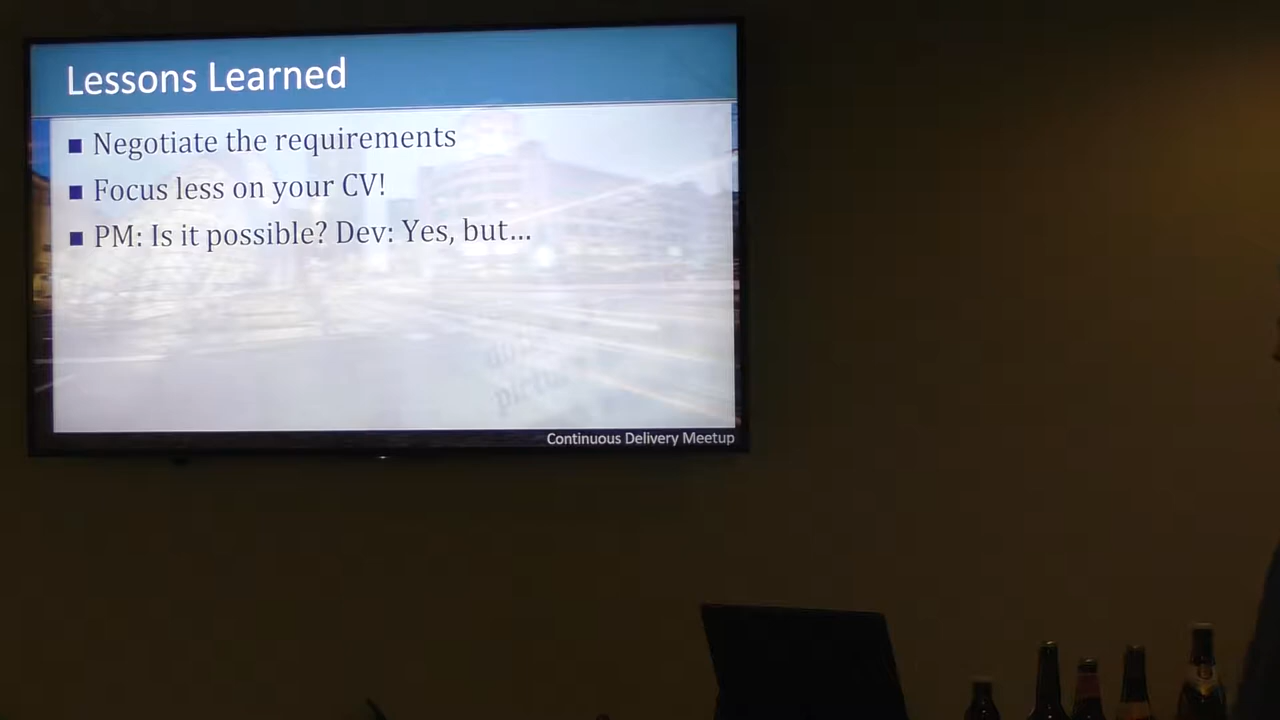 Lessons Learned
Negotiate the requirements
Focus less on your CV!
PM: Is it possible? Dev: Yes, but...
Continuous Delivery Meetup